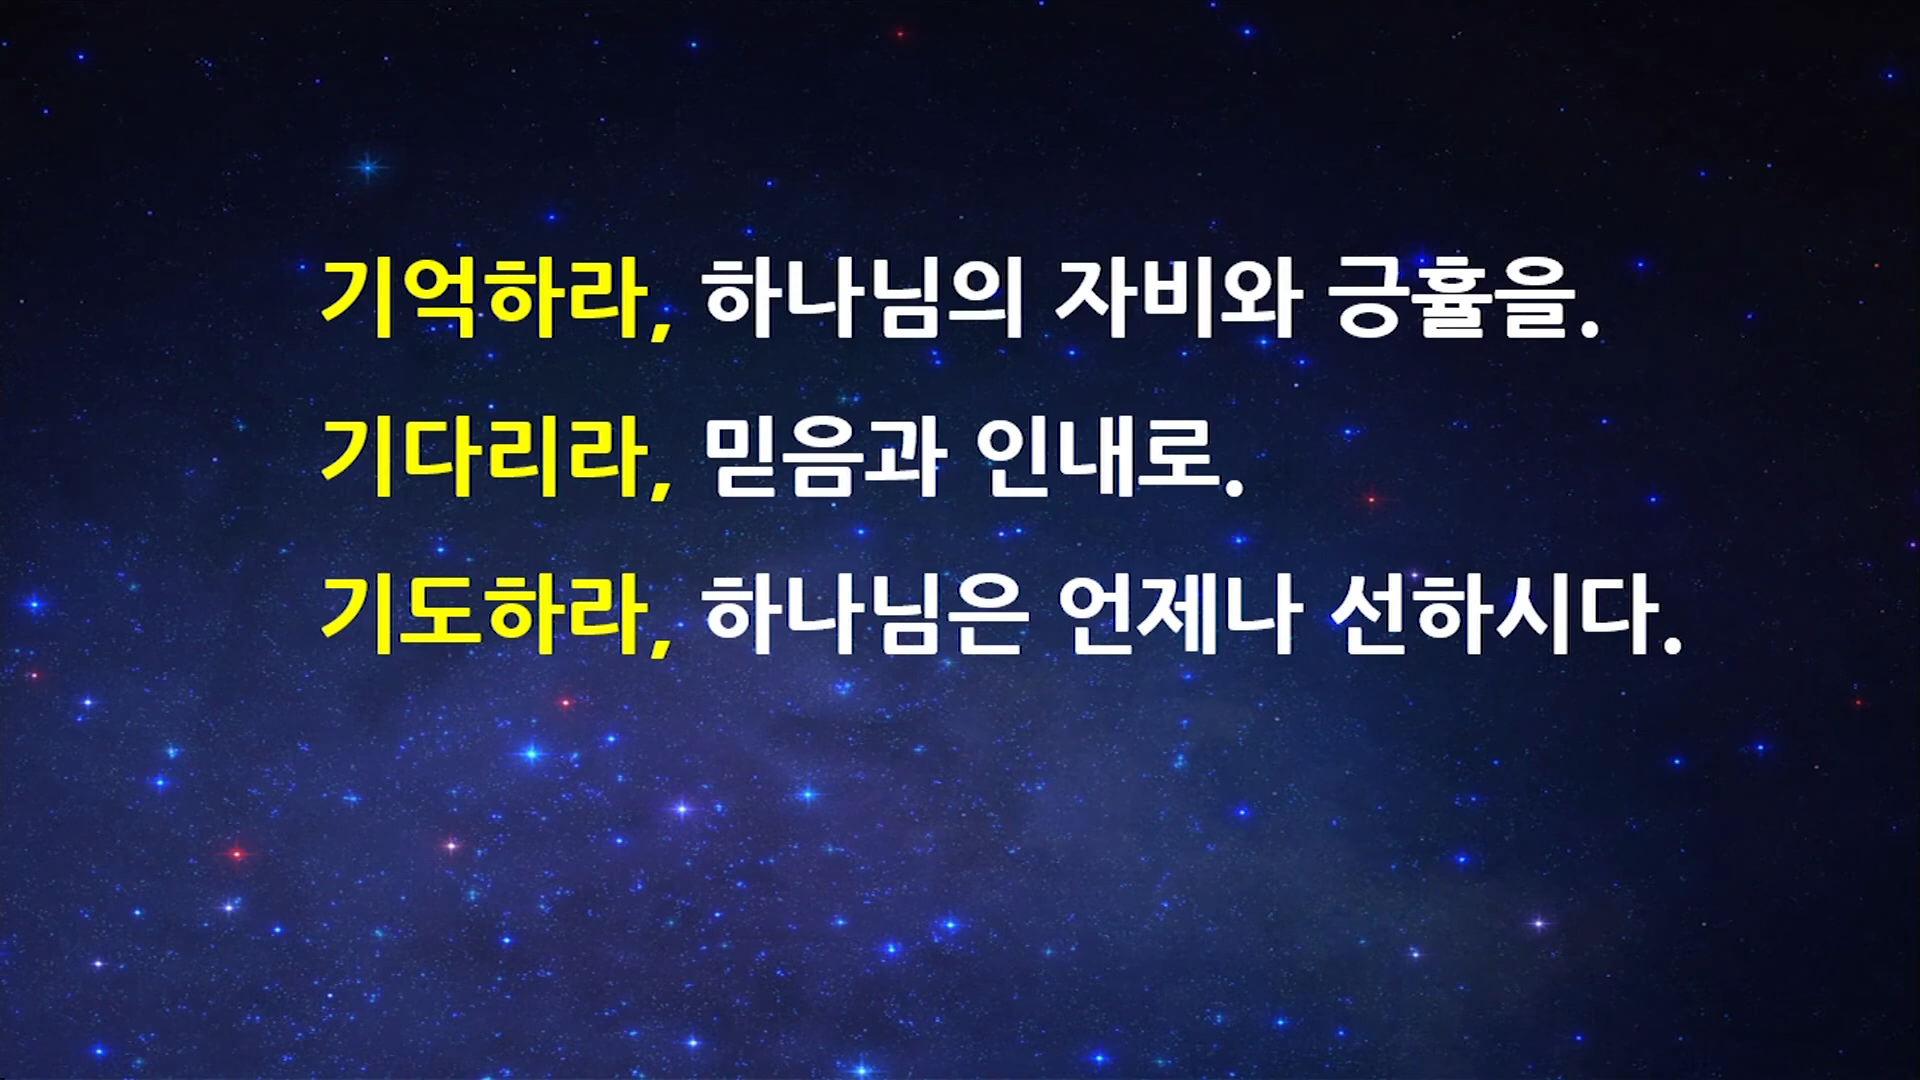 기억하라, 하나님의 자비와 긍휼을.
기다리라, 믿음과 인내로.
기도하라, 하나님은 언제나 선하시다.